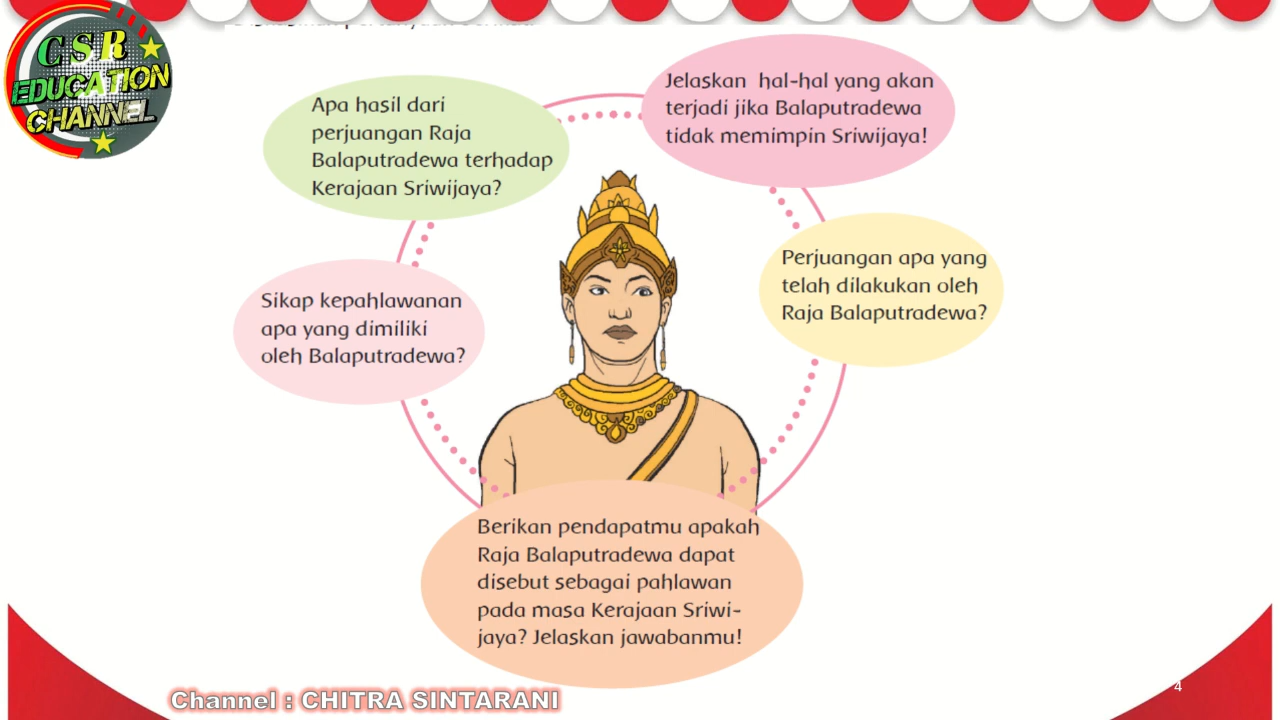 CSR
EDUCATION
CHANNEL
Apa hasil dari
perjuangan Raja
Balaputradewa terhadap
Kerajaan Sriwijaya?
Jelaskan hal-hal yang akan
terjadi jika Balaputradewa
tidak memimpin Sriwijaya!
Sikap kepahlawanan
apa yang dimiliki
oleh Balaputradewa?
Perjuangan apa yang
telah dilakukan oleh
Raja Balaputradewa?
Berikan pendapatmu apakah
Raja Balaputradewa dapat
disebut sebagai pahlawan
pada masa Kerajaan Sriwi-
jaya? Jelaskan jawabanmu!
Channel : CHITRA SINTARANI
4